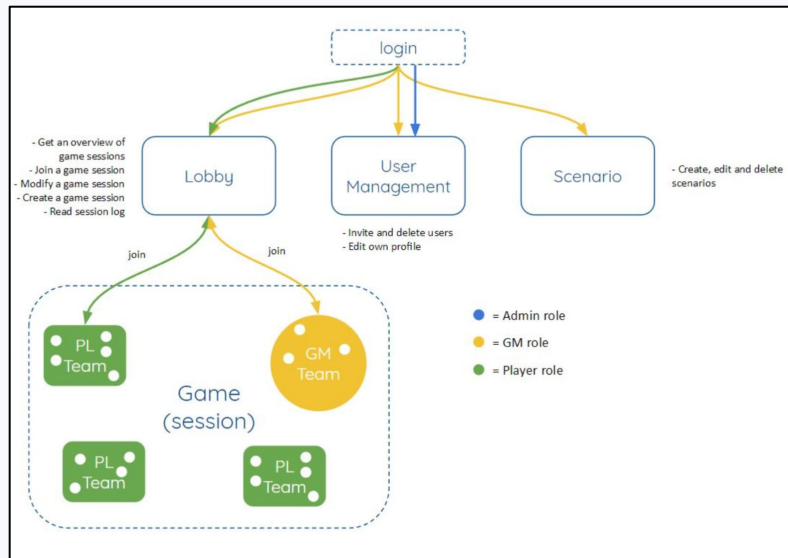 login
- Get an overview of
game sessions
- Join a game session
- Modify a game session
- Create a game session
- Read session log
Lobby
User
Management
Scenario
- Create, edit and delete
scenarios
- Invite and delete users
- Edit own profile
join
join
PL
Team
GM
Team
Game
(session)
PL
Team
PL
Team
= Admin role
= GM role
= Player role